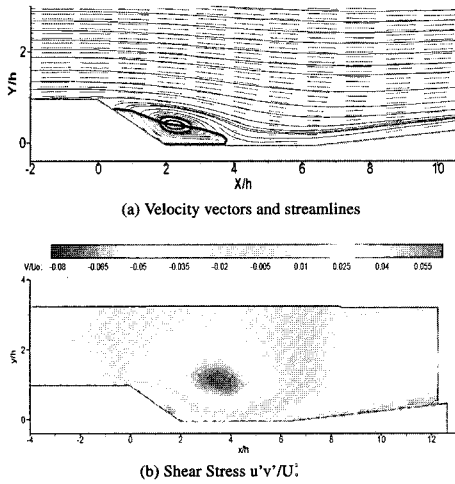 Y/h
2
0
-2 0 2 4 6 8 10
X/h
(a) Velocity vectors and streamlines
V/Uo: -0.08 -0.065 -0.05 -0.035 -0.02 -0.005 0.01 0.025 0.04 0.055
4
y/h
2
0
-4 -2 0 2 4 6 8 10 12
x/h
(b) Shear Stress u'v'/U²₀